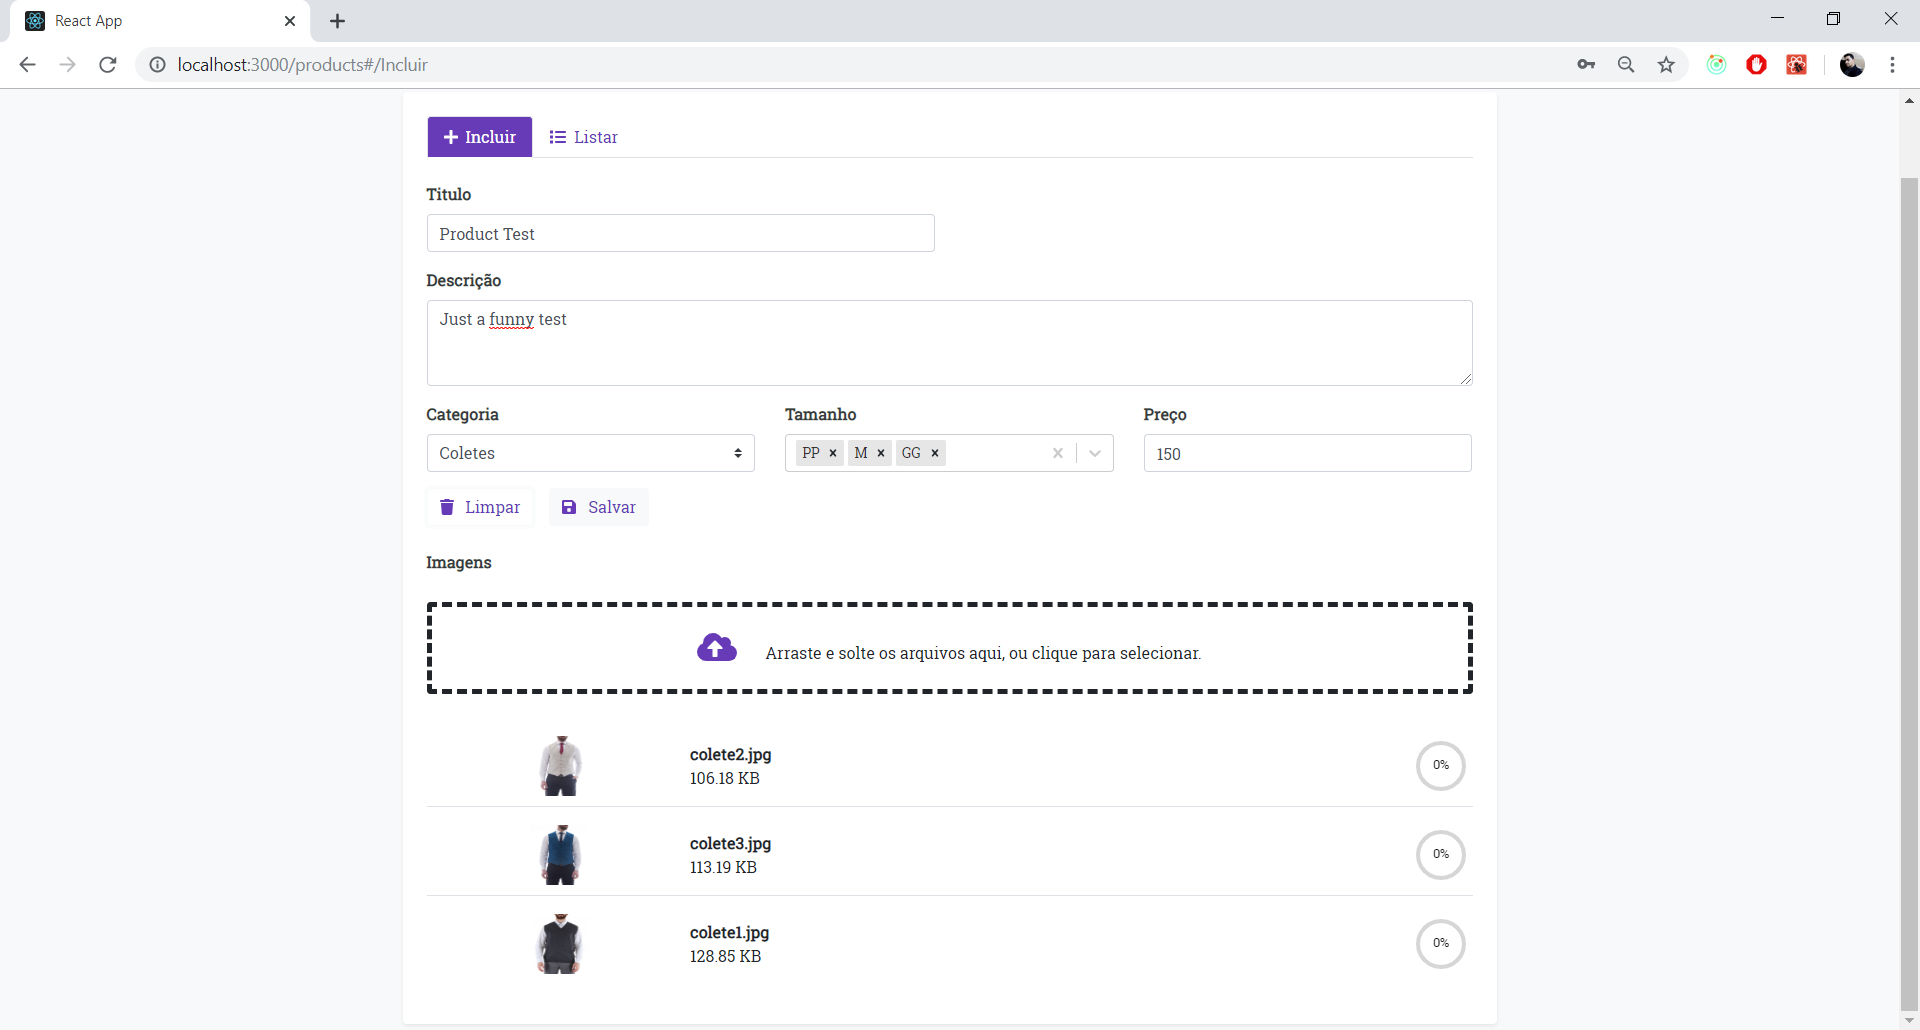 React App
localhost:3000/products#/Incluir
Incluir Listar
Titulo
Product Test
Descrição
Just a funny test
Categoria Tamanho Preço
Coletes PP M GG 150
Limpar Salvar
Imagens
Arraste e solte os arquivos aqui, ou clique para selecionar.
colete2.jpg
106.18 KB
0%
colete3.jpg
113.19 KB
0%
colete1.jpg
128.85 KB
0%